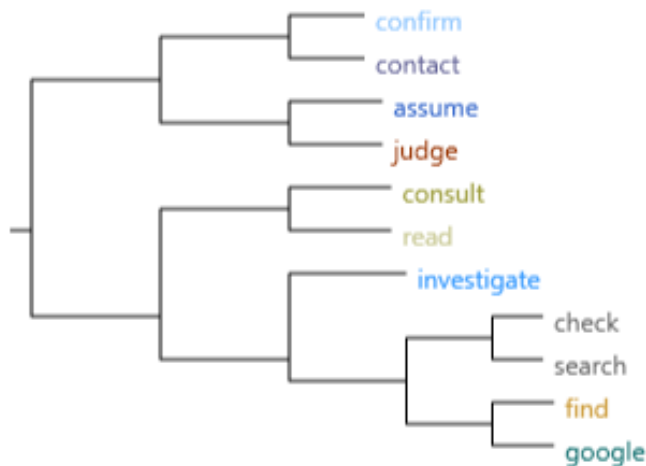 confirm
contact
assume
judge
consult
read
investigate
check
search
find
google